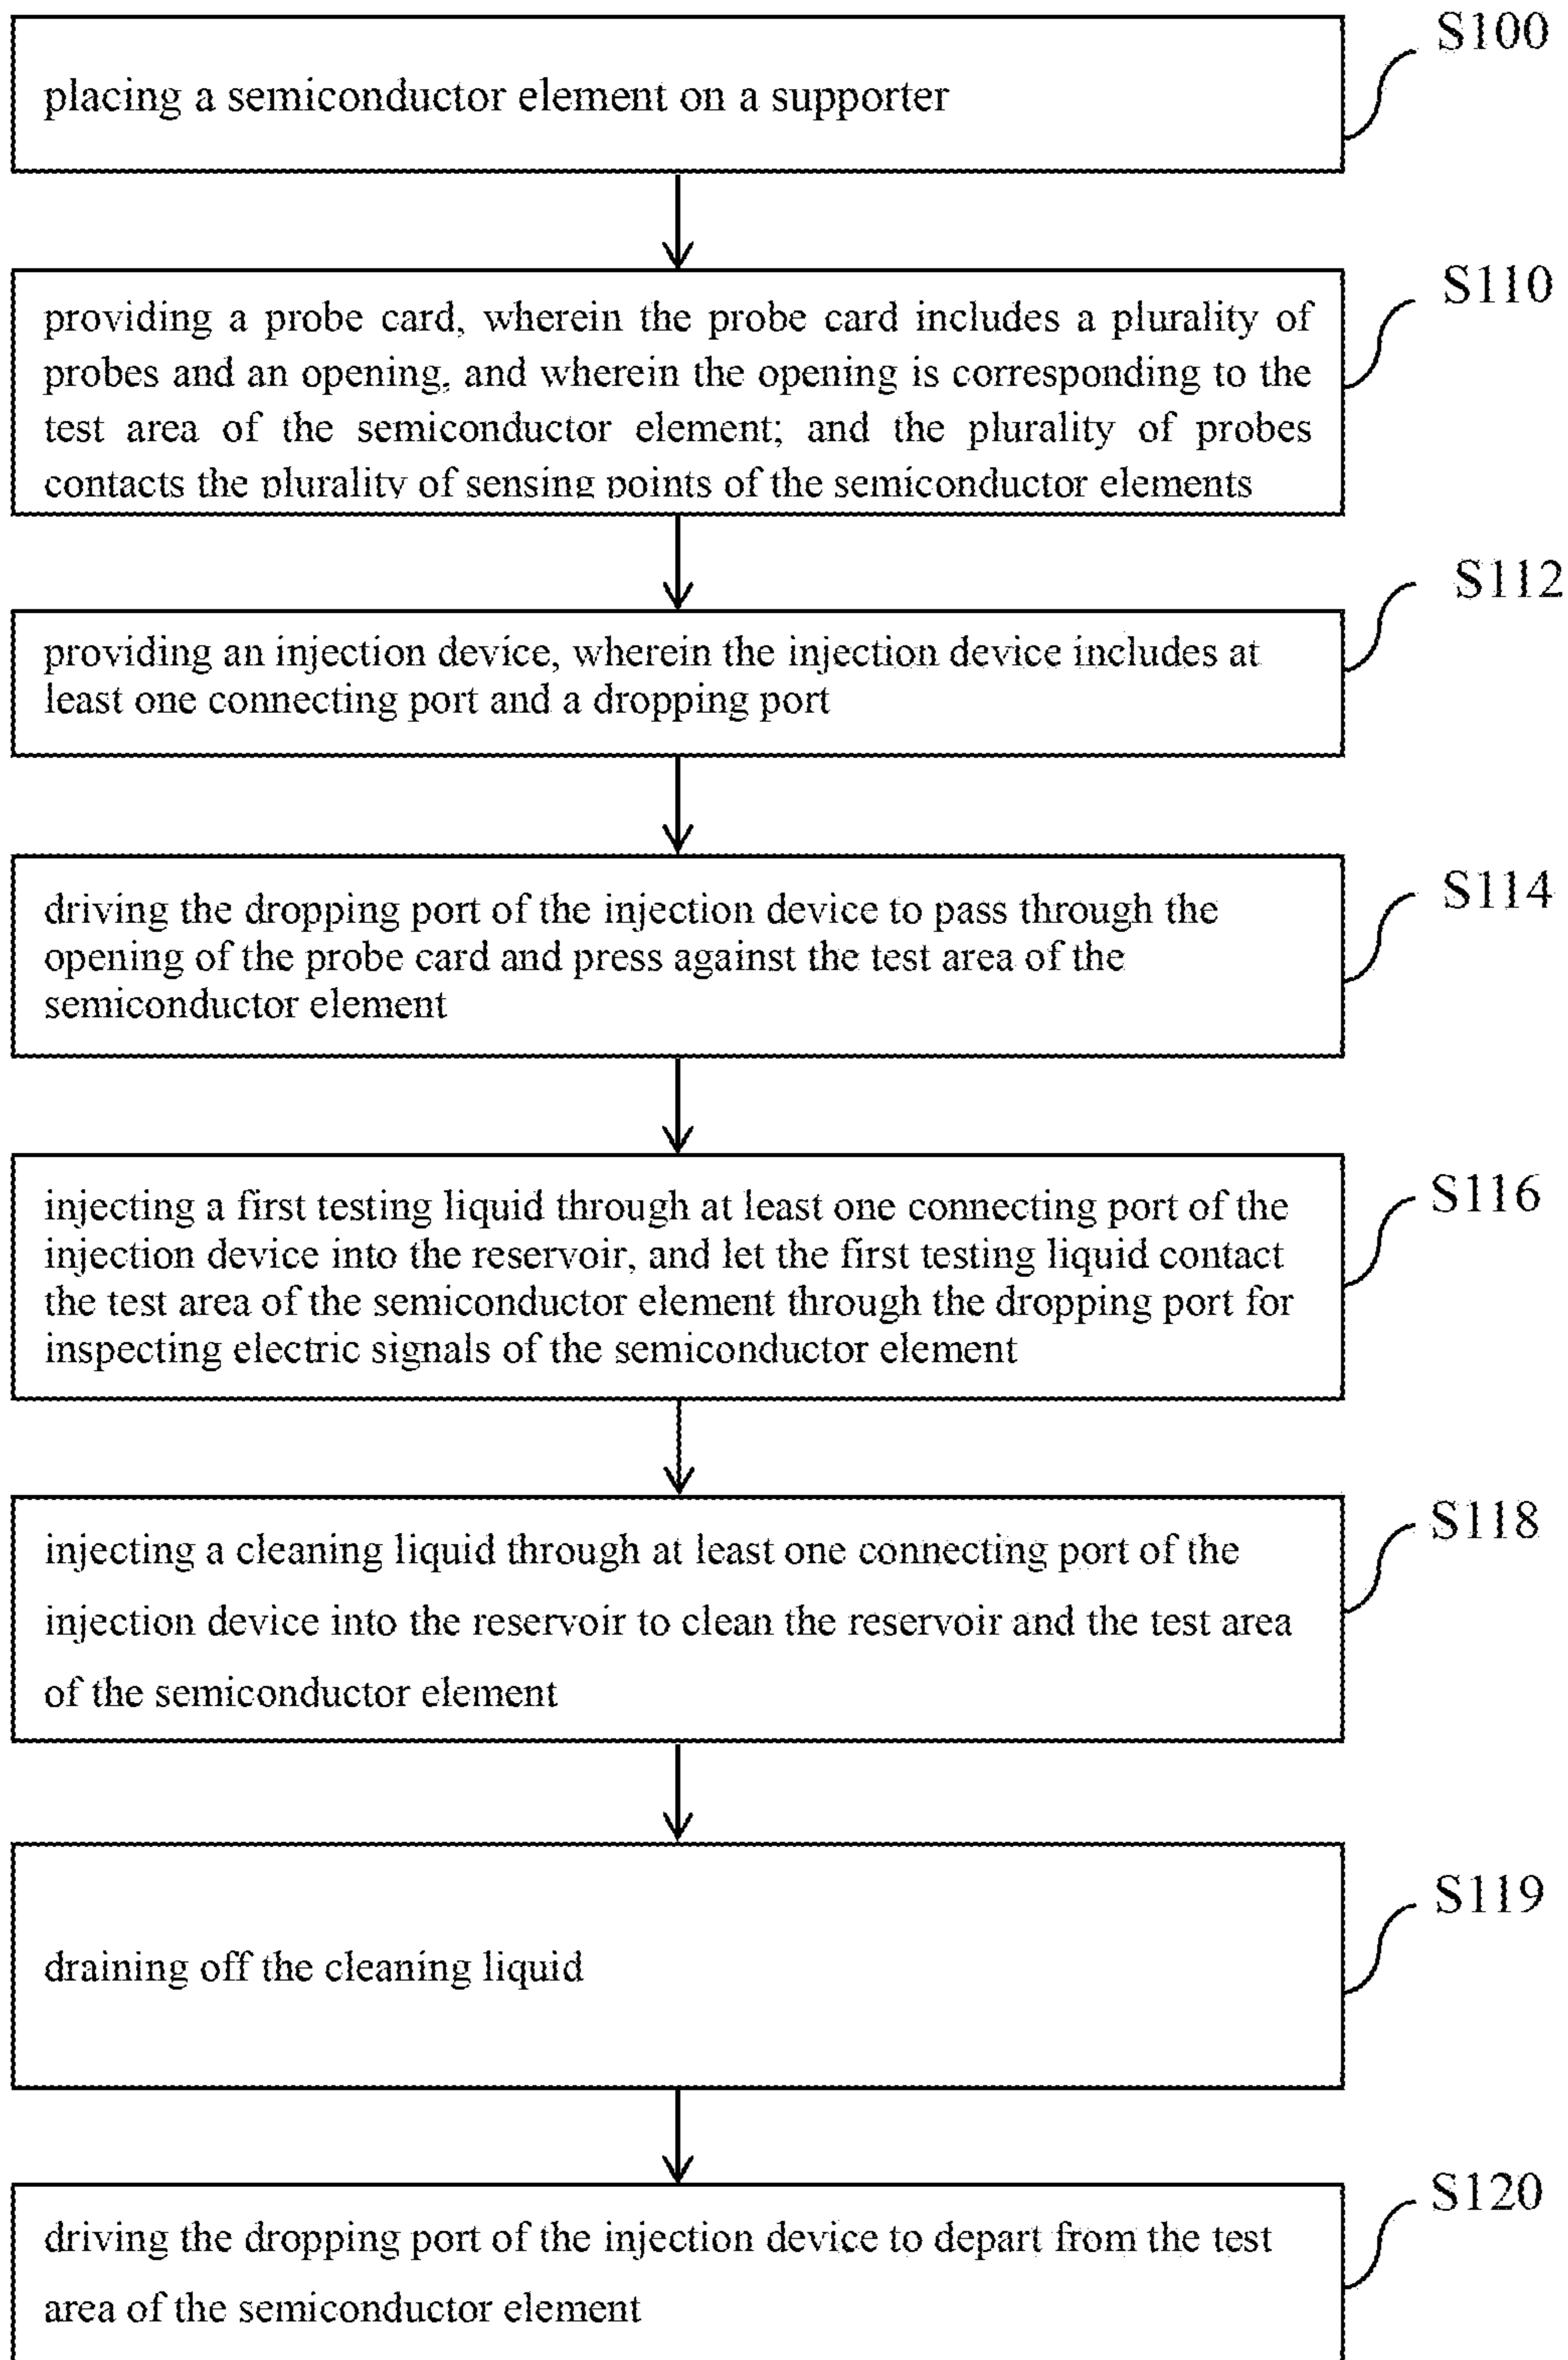 S100
placing a semiconductor element on a supporter
S110
providing a probe card, wherein the probe card includes a plurality of
probes and an opening, and wherein the opening is corresponding to the
test area of the semiconductor element; and the plurality of probes
contacts the plurality of sensing points of the semiconductor elements
S112
providing an injection device, wherein the injection device includes at
least one connecting port and a dropping port
S114
driving the dropping port of the injection device to pass through the
opening of the probe card and press against the test area of the
semiconductor element
S116
injecting a first testing liquid through at least one connecting port of the
injection device into the reservoir, and let the first testing liquid contact
the test area of the semiconductor element through the dropping port for
inspecting electric signals of the semiconductor element
S118
injecting a cleaning liquid through at least one connecting port of the
injection device into the reservoir to clean the reservoir and the test area
of the semiconductor element
S119
draining off the cleaning liquid
S120
driving the dropping port of the injection device to depart from the test
area of the semiconductor element